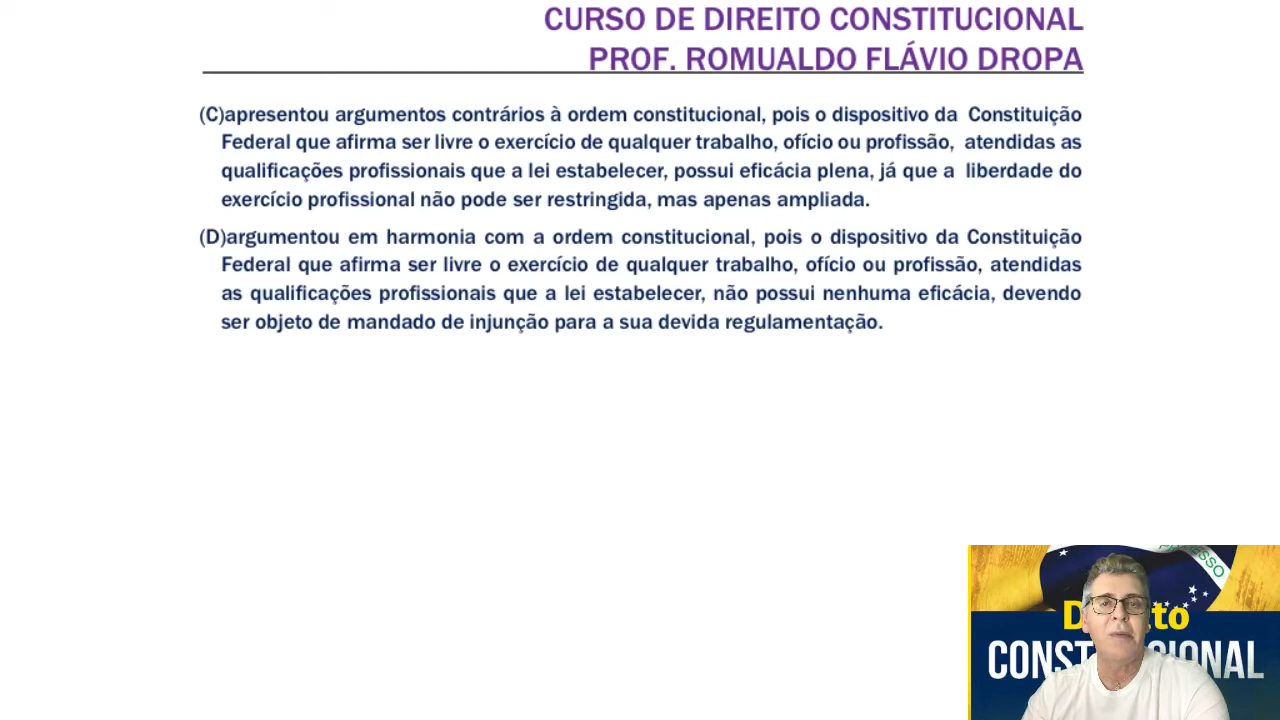 CURSO DE DIREITO CONSTITUCIONAL
PROF. ROMUALDO FLÁVIO DROPA
(C)apresentou argumentos contrários à ordem constitucional, pois o dispositivo da Constituição
Federal que afirma ser livre o exercício de qualquer trabalho, ofício ou profissão, atendidas as
qualificações profissionais que a lei estabelecer, possui eficácia plena, já que a liberdade do
exercício profissional não pode ser restringida, mas apenas ampliada.
(D)argumentou em harmonia com a ordem constitucional, pois o dispositivo da Constituição
Federal que afirma ser livre o exercício de qualquer trabalho, ofício ou profissão, atendidas
as qualificações profissionais que a lei estabelecer, não possui nenhuma eficácia, devendo
ser objeto de mandado de injunção para a sua devida regulamentação.